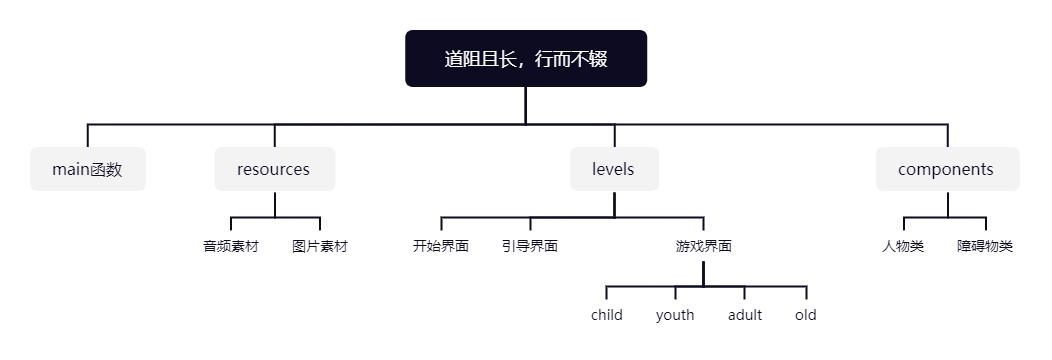 道阻且长，行而不辍
main函数
resources
levels
components
音频素材
图片素材
开始界面
引导界面
游戏界面
人物类
障碍物类
child
youth
adult
old